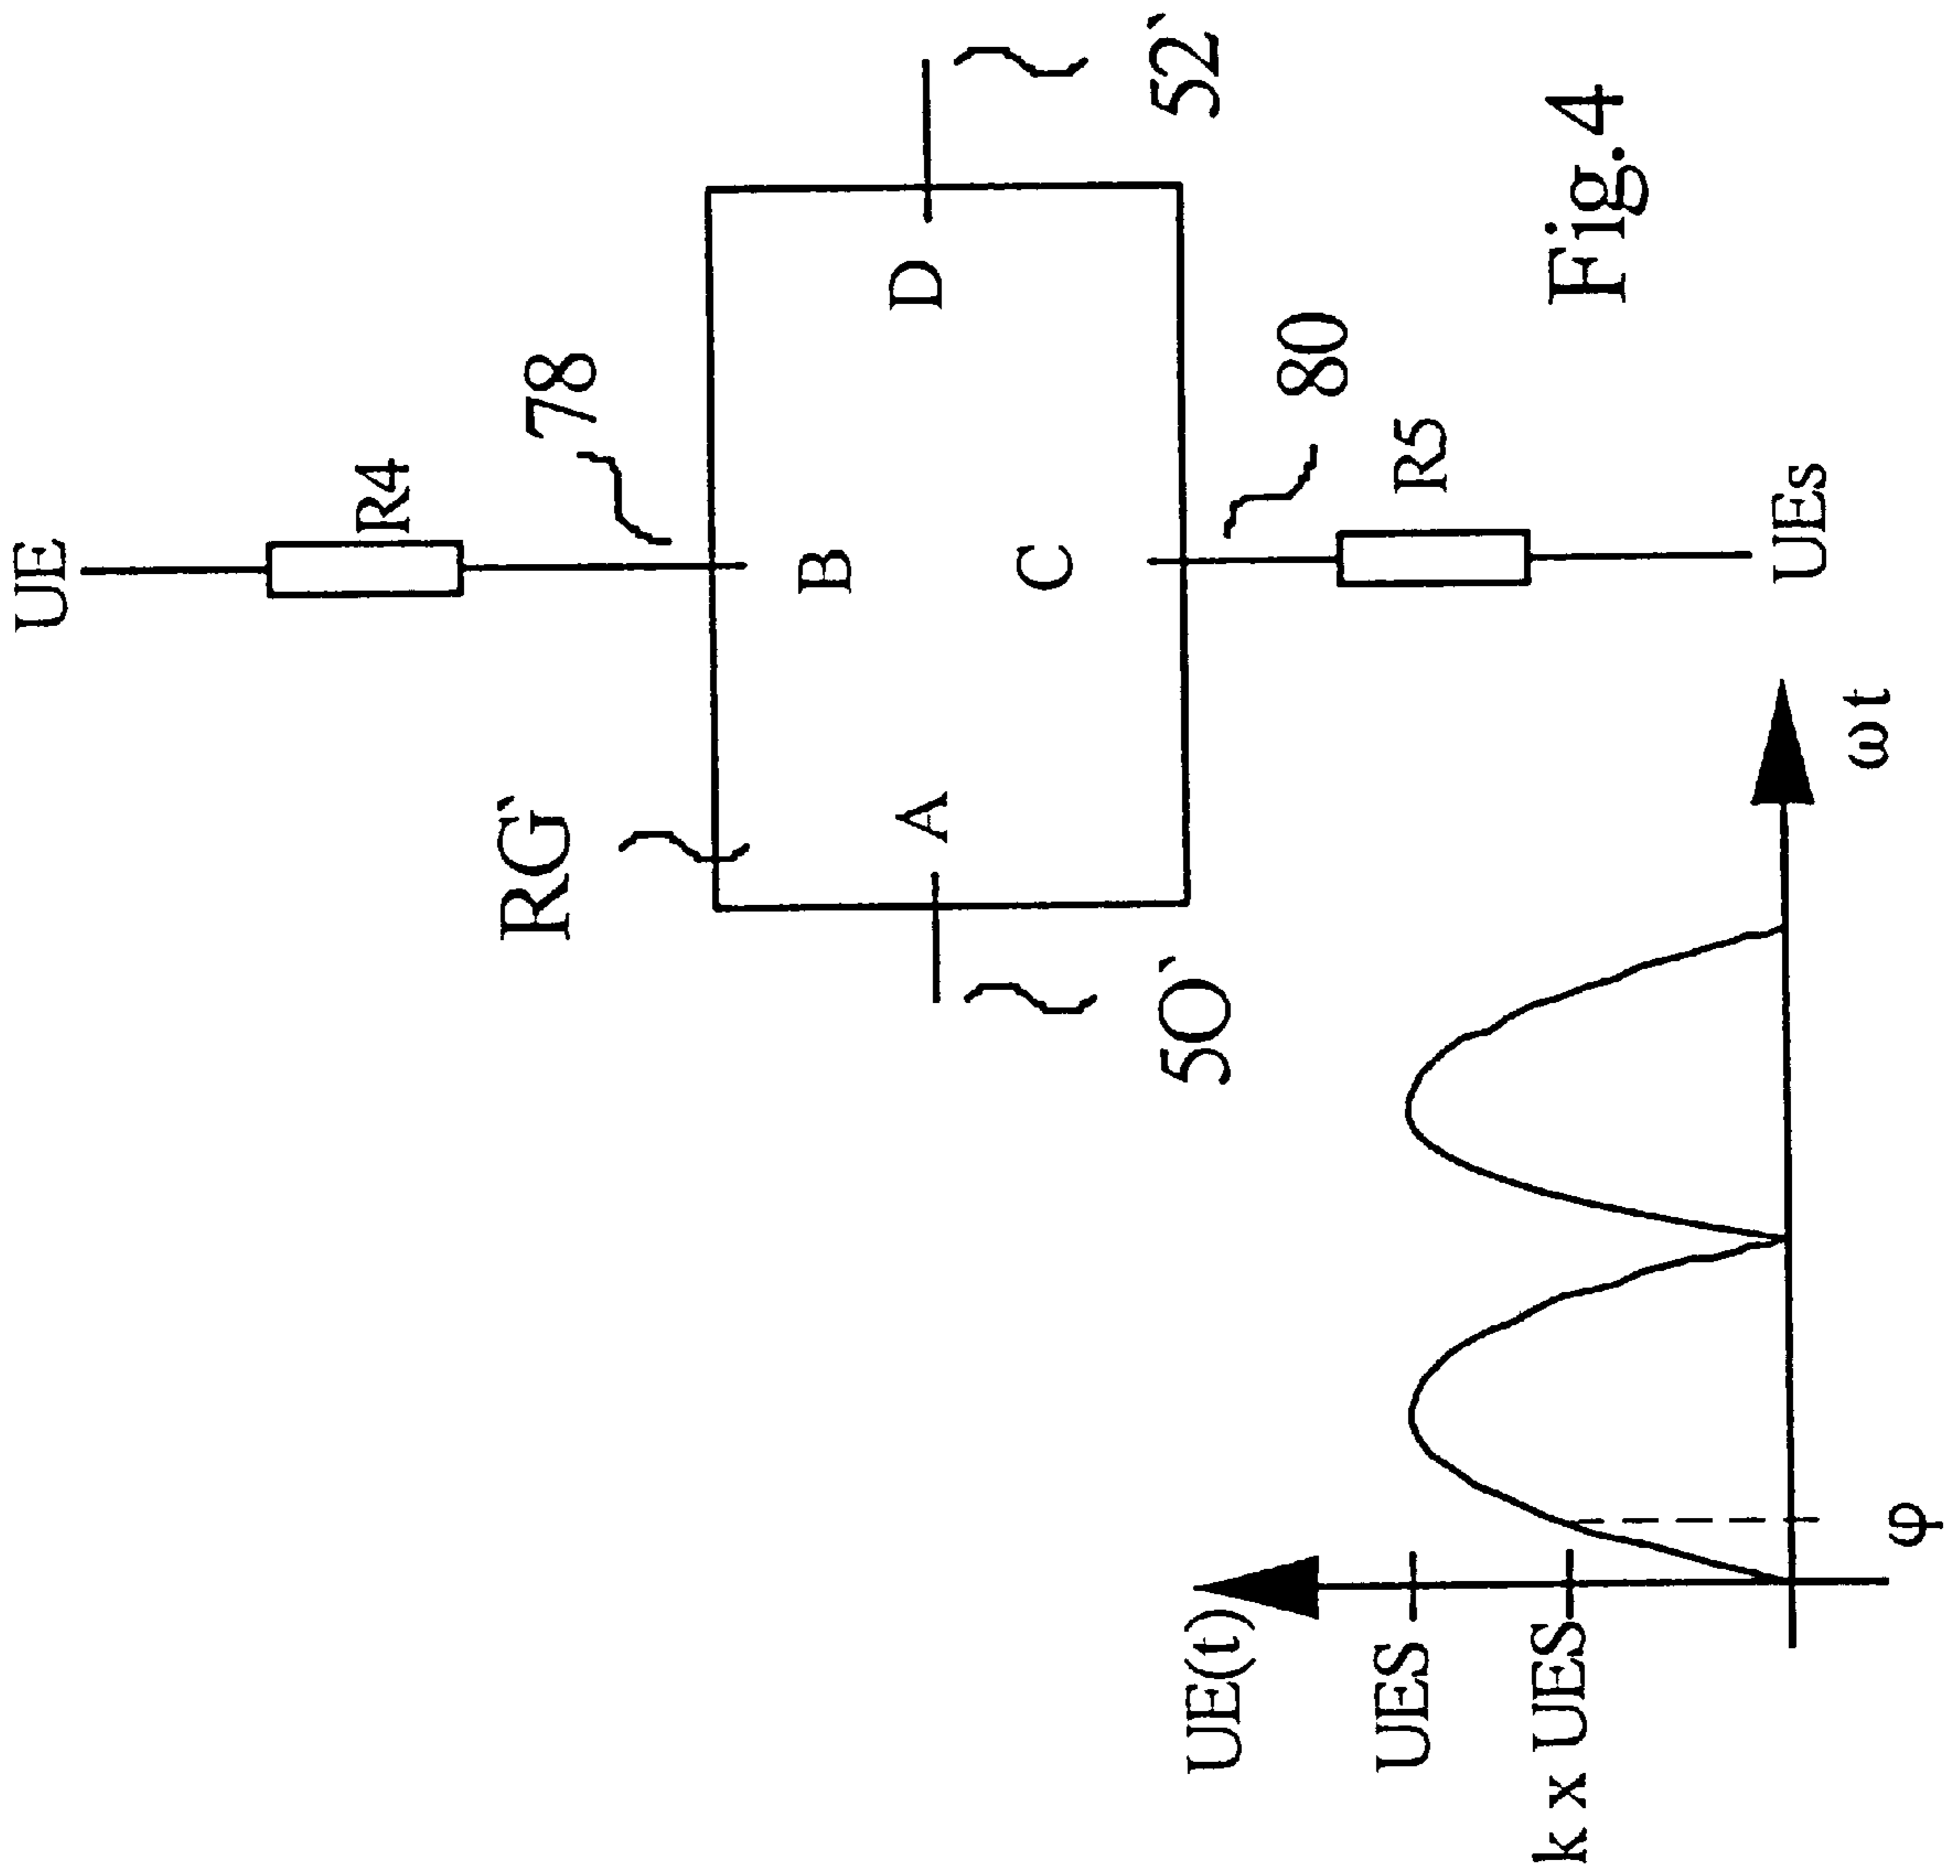 UE
R4
78
RG`
A
B
C
D
50`
52`
80
R5
UEs
Fig.4
UE(t)
UES
k x UES
φ
ωt